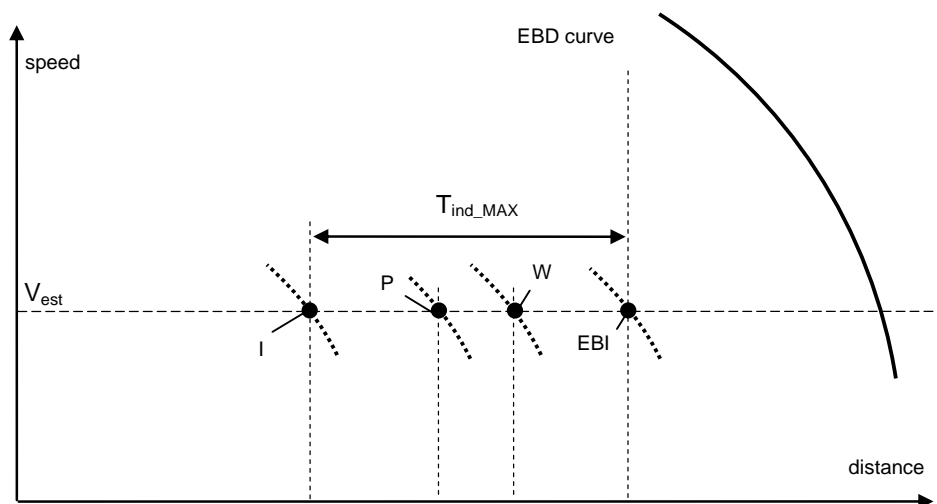 EBD curve
speed
T_ind_MAX
P
W
V_est
I
EBI
distance